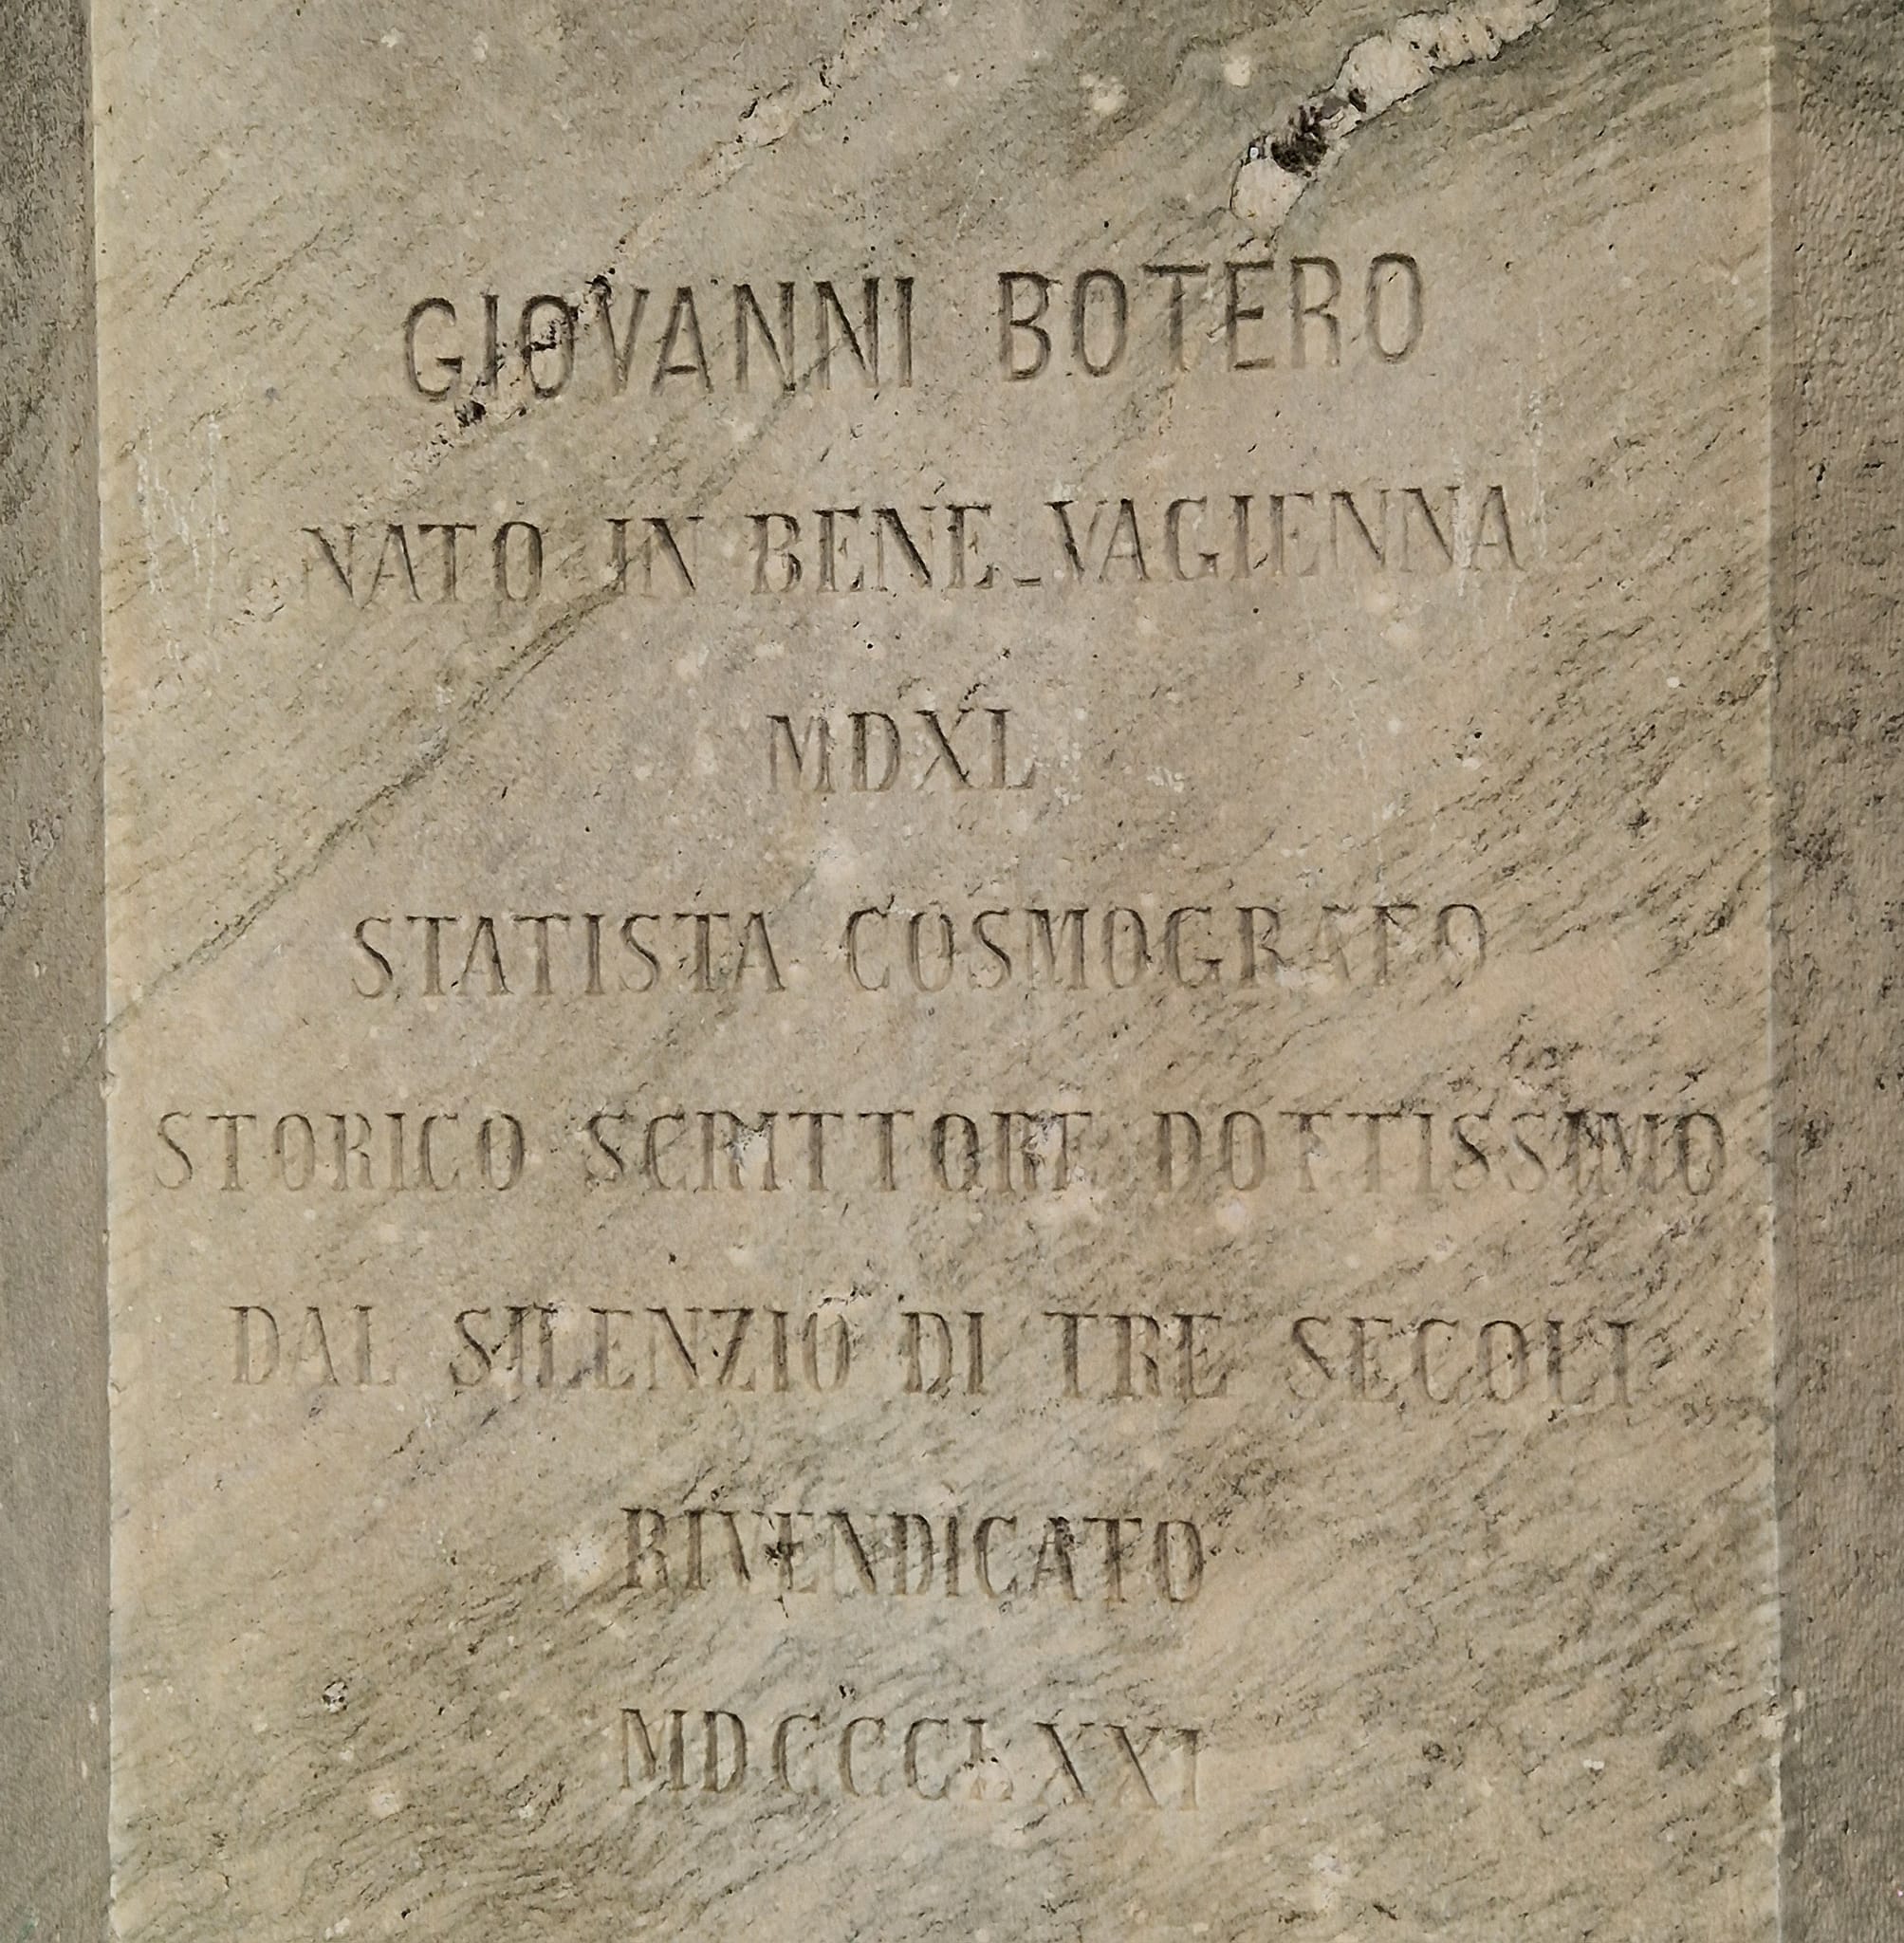 GIOVANNI BOTERO
NATO IN BENE-VAGIENNA
MDXL
STATISTA COSMOGRAFO
STORICO SCRITTORE DOTTISSIMO
DAL SILENZIO DI TRE SECOLI
RIVENDICATO
MDCCCLXXI